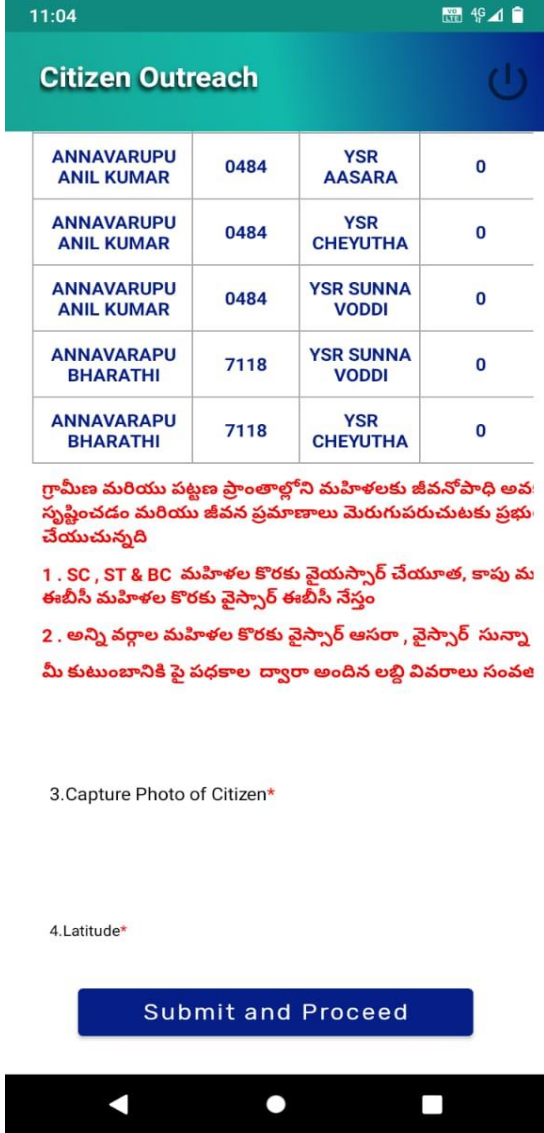 11:04
VO LTE 4G
Citizen Outreach
ANNAVARUPU ANIL KUMAR 0484 YSR AASARA 0
ANNAVARUPU ANIL KUMAR 0484 YSR CHEYUTHA 0
ANNAVARUPU ANIL KUMAR 0484 YSR SUNNA VODDI 0
ANNAVARAPU BHARATHI 7118 YSR SUNNA VODDI 0
ANNAVARAPU BHARATHI 7118 YSR CHEYUTHA 0
గ్రామీణ మరియు పట్టణ ప్రాంతాల్లోని మహిళలకు జీవనోపాధి
సృష్టించడం మరియు జీవన ప్రమాణాలు మెరుగుపరుచుటకు
చేయుచున్నది
1 . SC , ST & BC మహిళల కొరకు వైయస్సార్ చేయూత, కాపు
ఈబీసీ మహిళల కొరకు వైస్సార్ ఈబీసీ నేస్తం
2 . అన్ని వర్గాల మహిళల కొరకు వైస్సార్ ఆసరా , వైస్సార్ సున్నా
మీ కుటుంబానికి పై పధకాల ద్వారా అందిన లబ్ది వివరాలు
3.Capture Photo of Citizen*
4.Latitude*
Submit and Proceed